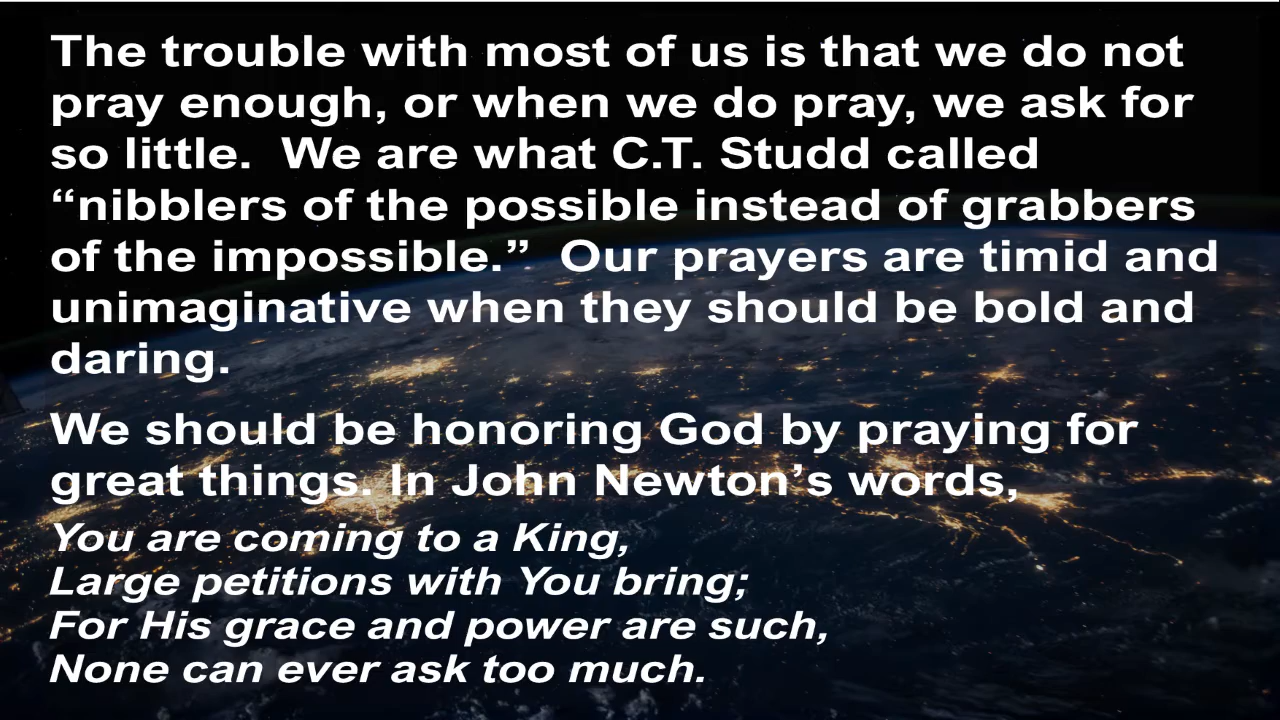 The trouble with most of us is that we do not
pray enough, or when we do pray, we ask for
so little.  We are what C.T. Studd called
“nibblers of the possible instead of grabbers
of the impossible.”  Our prayers are timid and
unimaginative when they should be bold and
daring.
We should be honoring God by praying for
great things. In John Newton’s words,
You are coming to a King,
Large petitions with You bring;
For His grace and power are such,
None can ever ask too much.